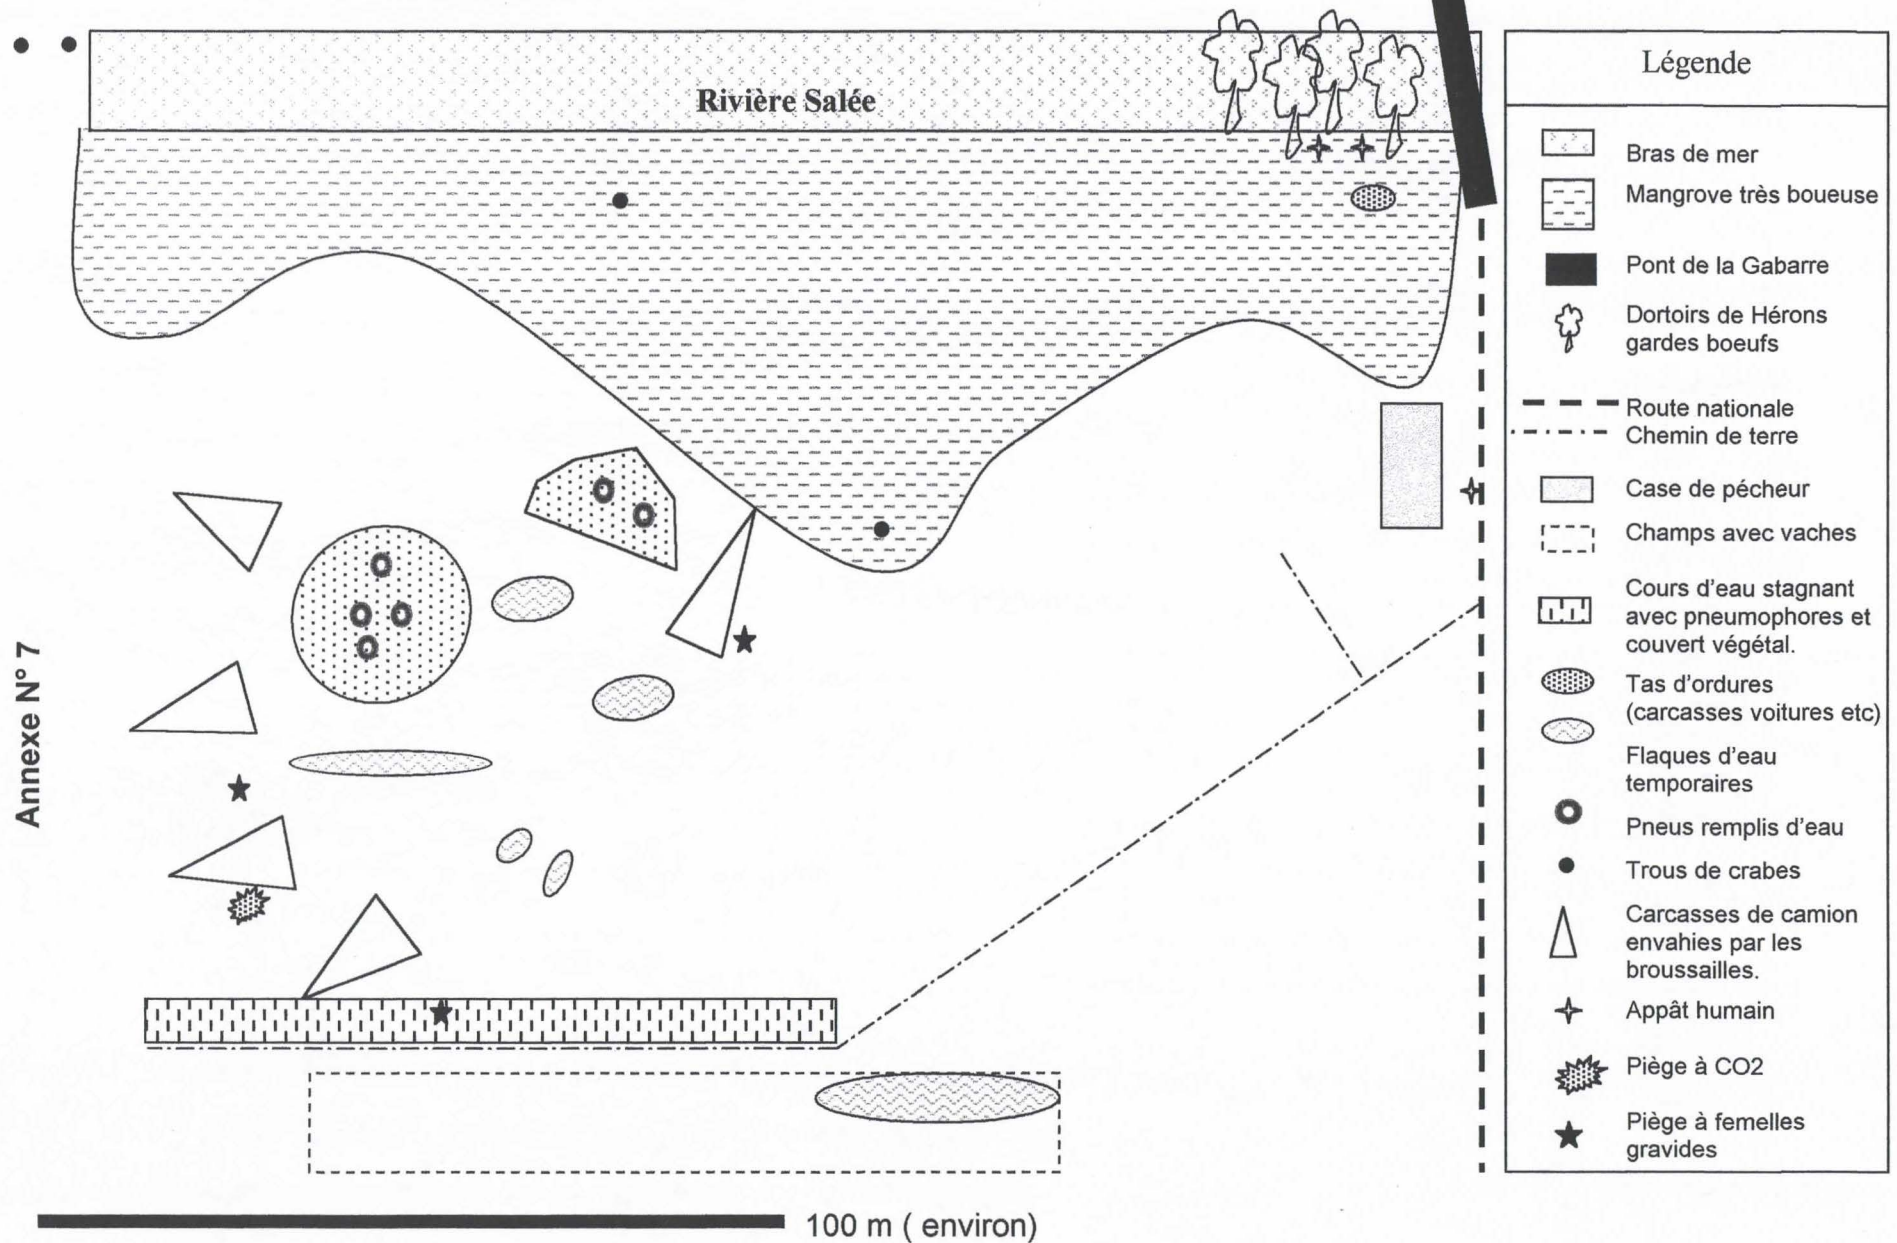 Annexe N° 7
Rivière Salée
100 m ( environ)
Légende
Bras de mer
Mangrove très boueuse
Pont de la Gabarre
Dortoirs de Hérons
gardes boeufs
Route nationale
Chemin de terre
Case de pécheur
Champs avec vaches
Cours d'eau stagnant
avec pneumophores et
couvert végétal.
Tas d'ordures
(carcasses voitures etc)
Flaques d'eau
temporaires
Pneus remplis d'eau
Trous de crabes
Carcasses de camion
envahies par les
broussailles.
Appât humain
Piège à CO2
Piège à femelles
gravides